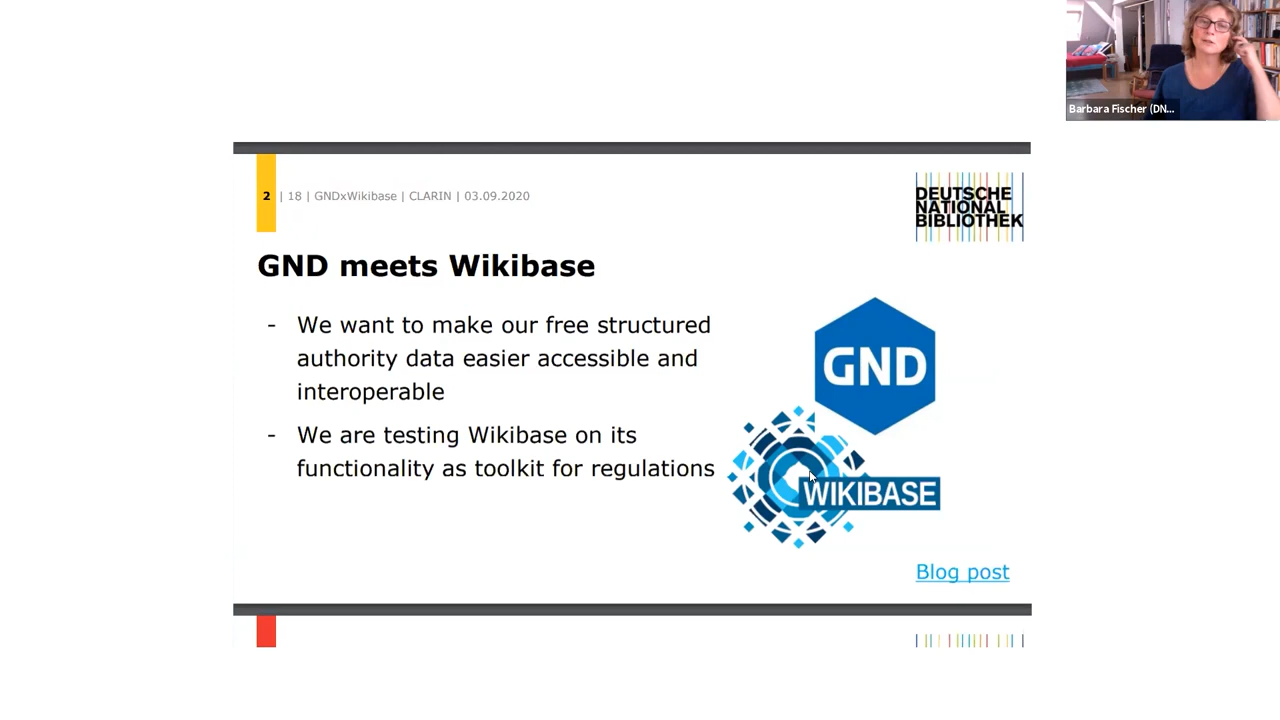 Barbara Fischer (DN...
2 | 18 | GNDxWikibase | CLARIN | 03.09.2020
DEUTSCHE
NATIONAL
BIBLIOTHEK
GND meets Wikibase
- We want to make our free structured
authority data easier accessible and
interoperable
- We are testing Wikibase on its
functionality as toolkit for regulations
GND
WIKIBASE
Blog post